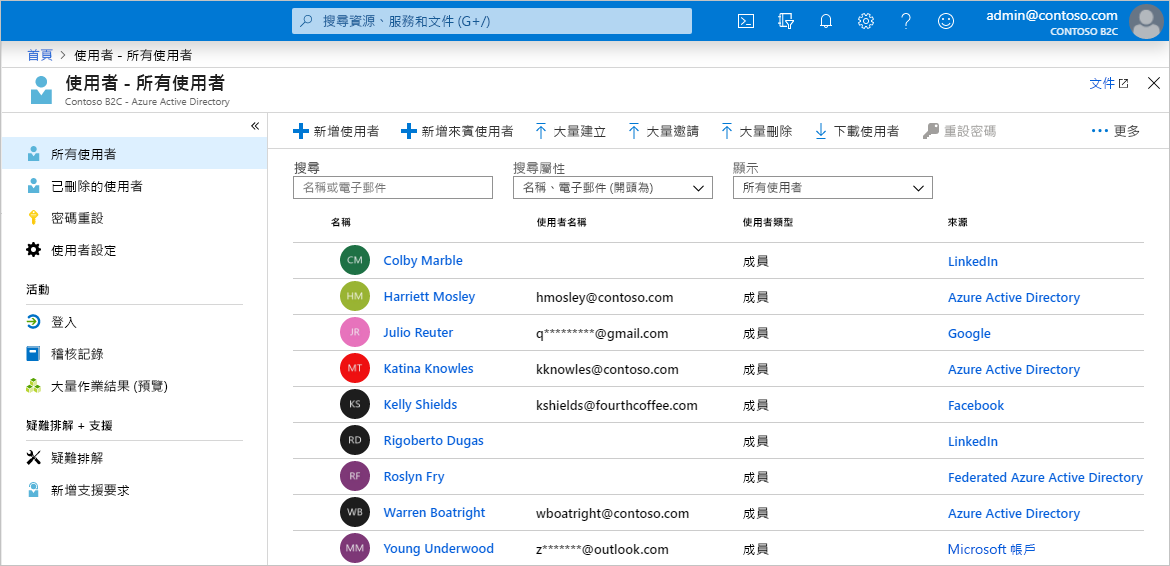 搜尋資源、服務和文件 (G+/)
admin@contoso.com
CONTOSO B2C
首頁 > 使用者 - 所有使用者
使用者 - 所有使用者
Contoso B2C - Azure Active Directory
文件
«
所有使用者
已刪除的使用者
密碼重設
使用者設定
活動
登入
稽核記錄
大量作業結果 (預覽)
疑難排解 + 支援
疑難排解
新增支援要求
新增使用者 新增來賓使用者 大量建立 大量邀請 大量刪除 下載使用者 重設密碼 更多
搜尋 搜尋屬性 顯示
名稱或電子郵件 名稱、電子郵件 (開頭為) 所有使用者
名稱 使用者名稱 使用者類型 來源
CM Colby Marble 成員 LinkedIn
HM Harriett Mosley hmosley@contoso.com 成員 Azure Active Directory
JR Julio Reuter q*********@gmail.com 成員 Google
MT Katina Knowles kknowles@contoso.com 成員 Azure Active Directory
KS Kelly Shields kshields@fourthcoffee.com 成員 Facebook
RD Rigoberto Dugas 成員 LinkedIn
RF Roslyn Fry 成員 Federated Azure Active Directory
WB Warren Boatright wboatright@contoso.com 成員 Azure Active Directory
MM Young Underwood z*******@outlook.com 成員 Microsoft 帳戶